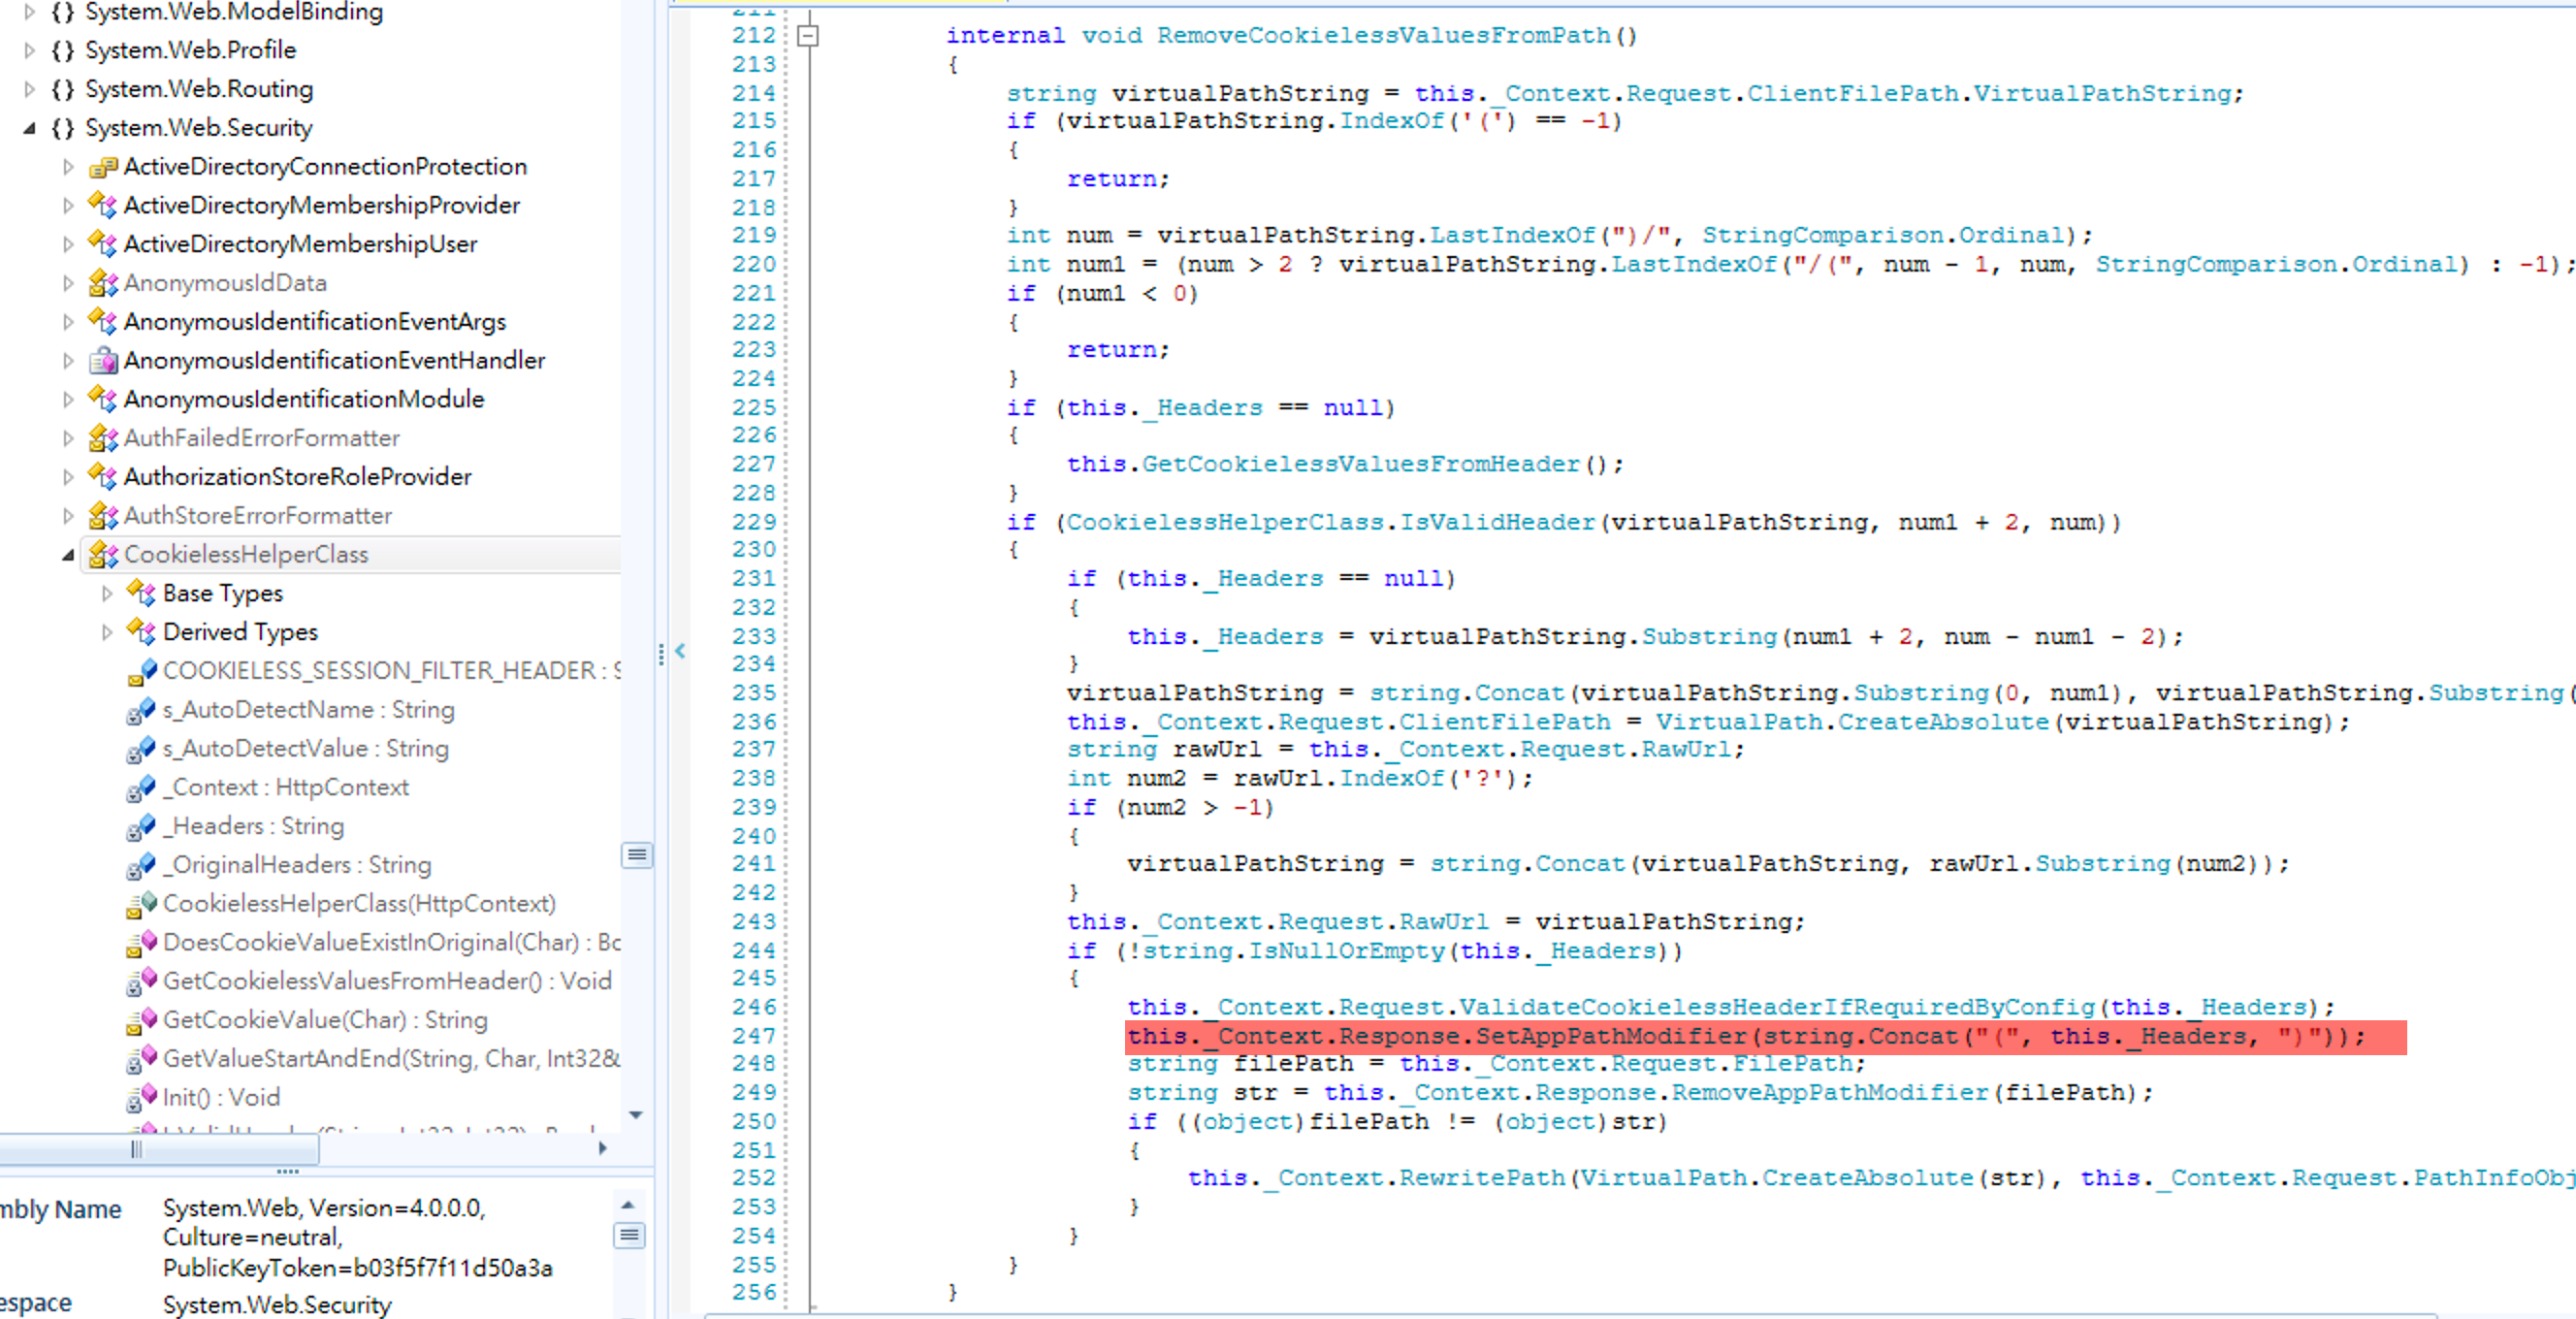 {} System.Web.ModelBinding
{} System.Web.Profile
{} System.Web.Routing
{} System.Web.Security
ActiveDirectoryConnectionProtection
ActiveDirectoryMembershipProvider
ActiveDirectoryMembershipUser
AnonymousIdData
AnonymousIdentificationEventArgs
AnonymousIdentificationEventHandler
AnonymousIdentificationModule
AuthFailedErrorFormatter
AuthorizationStoreRoleProvider
AuthStoreErrorFormatter
CookielessHelperClass
Base Types
Derived Types
COOKIELESS_SESSION_FILTER_HEADER : S
s_AutoDetectName : String
s_AutoDetectValue : String
_Context : HttpContext
_Headers : String
_OriginalHeaders : String
CookielessHelperClass(HttpContext)
DoesCookieValueExistInOriginal(Char) : Bo
GetCookielessValuesFromHeader() : Void
GetCookieValue(Char) : String
GetValueStartAndEnd(String, Char, Int32&
Init() : Void
mbly Name
System.Web, Version=4.0.0.0,
Culture=neutral,
PublicKeyToken=b03f5f7f11d50a3a
espace
System.Web.Security
211
212 internal void RemoveCookielessValuesFromPath()
213 {
214 string virtualPathString = this._Context.Request.ClientFilePath.VirtualPathString;
215 if (virtualPathString.IndexOf('(') == -1)
216 {
217 return;
218 }
219 int num = virtualPathString.LastIndexOf(")/", StringComparison.Ordinal);
220 int num1 = (num > 2 ? virtualPathString.LastIndexOf("/(", num - 1, num, StringComparison.Ordinal) : -1);
221 if (num1 < 0)
222 {
223 return;
224 }
225 if (this._Headers == null)
226 {
227 this.GetCookielessValuesFromHeader();
228 }
229 if (CookielessHelperClass.IsValidHeader(virtualPathString, num1 + 2, num))
230 {
231 if (this._Headers == null)
232 {
233 this._Headers = virtualPathString.Substring(num1 + 2, num - num1 - 2);
234 }
235 virtualPathString = string.Concat(virtualPathString.Substring(0, num1), virtualPathString.Substring(
236 this._Context.Request.ClientFilePath = VirtualPath.CreateAbsolute(virtualPathString);
237 string rawUrl = this._Context.Request.RawUrl;
238 int num2 = rawUrl.IndexOf('?');
239 if (num2 > -1)
240 {
241 virtualPathString = string.Concat(virtualPathString, rawUrl.Substring(num2));
242 }
243 this._Context.Request.RawUrl = virtualPathString;
244 if (!string.IsNullOrEmpty(this._Headers))
245 {
246 this._Context.Request.ValidateCookielessHeaderIfRequiredByConfig(this._Headers);
247 this._Context.Response.SetAppPathModifier(string.Concat("(", this._Headers, ")"));
248 string filePath = this._Context.Request.FilePath;
249 string str = this._Context.Response.RemoveAppPathModifier(filePath);
250 if ((object)filePath != (object)str)
251 {
252 this._Context.RewritePath(VirtualPath.CreateAbsolute(str), this._Context.Request.PathInfoObj
253 }
254 }
255 }
256 }